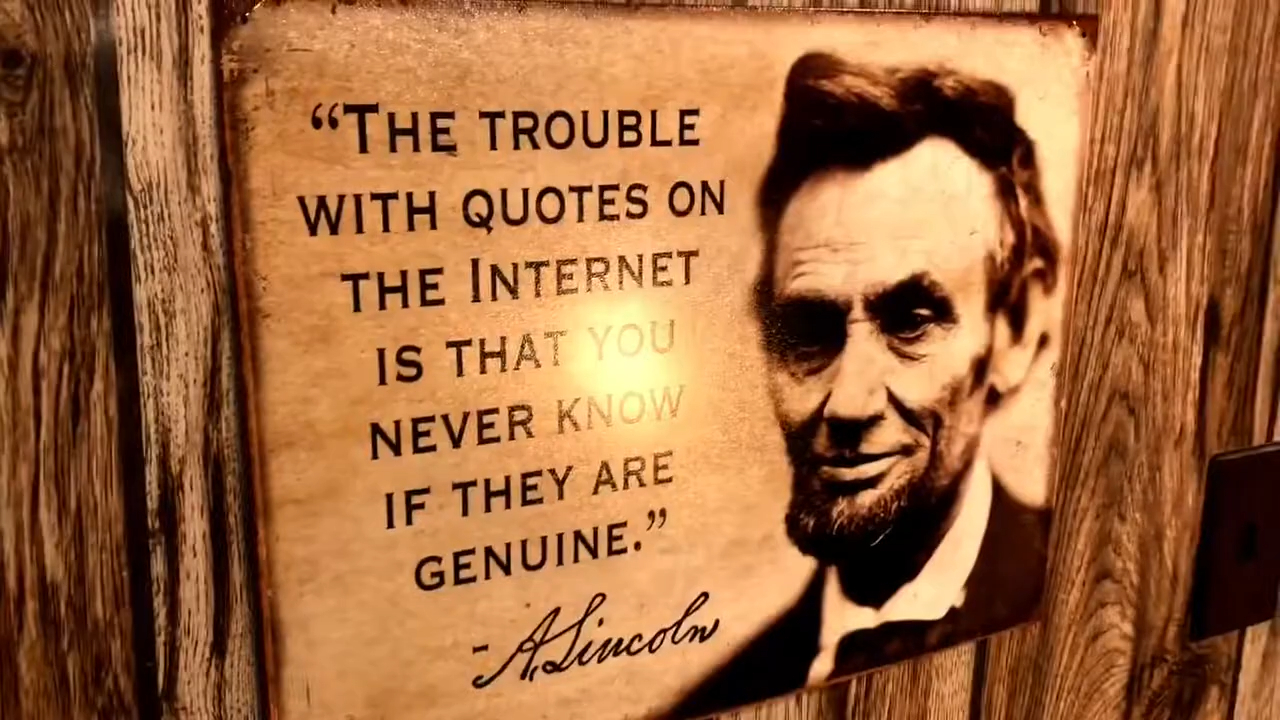 “THE TROUBLE
WITH QUOTES ON
THE INTERNET
IS THAT YOU
NEVER KNOW
IF THEY ARE
GENUINE.”
- A. Lincoln